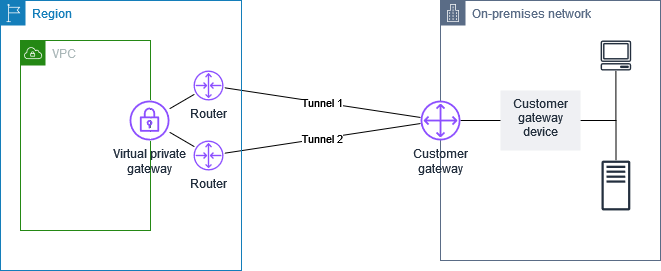 Region
On-premises network
VPC
Router
Tunnel 1
Customer
gateway
device
Virtual private
gateway
Tunnel 2
Customer
gateway
Router